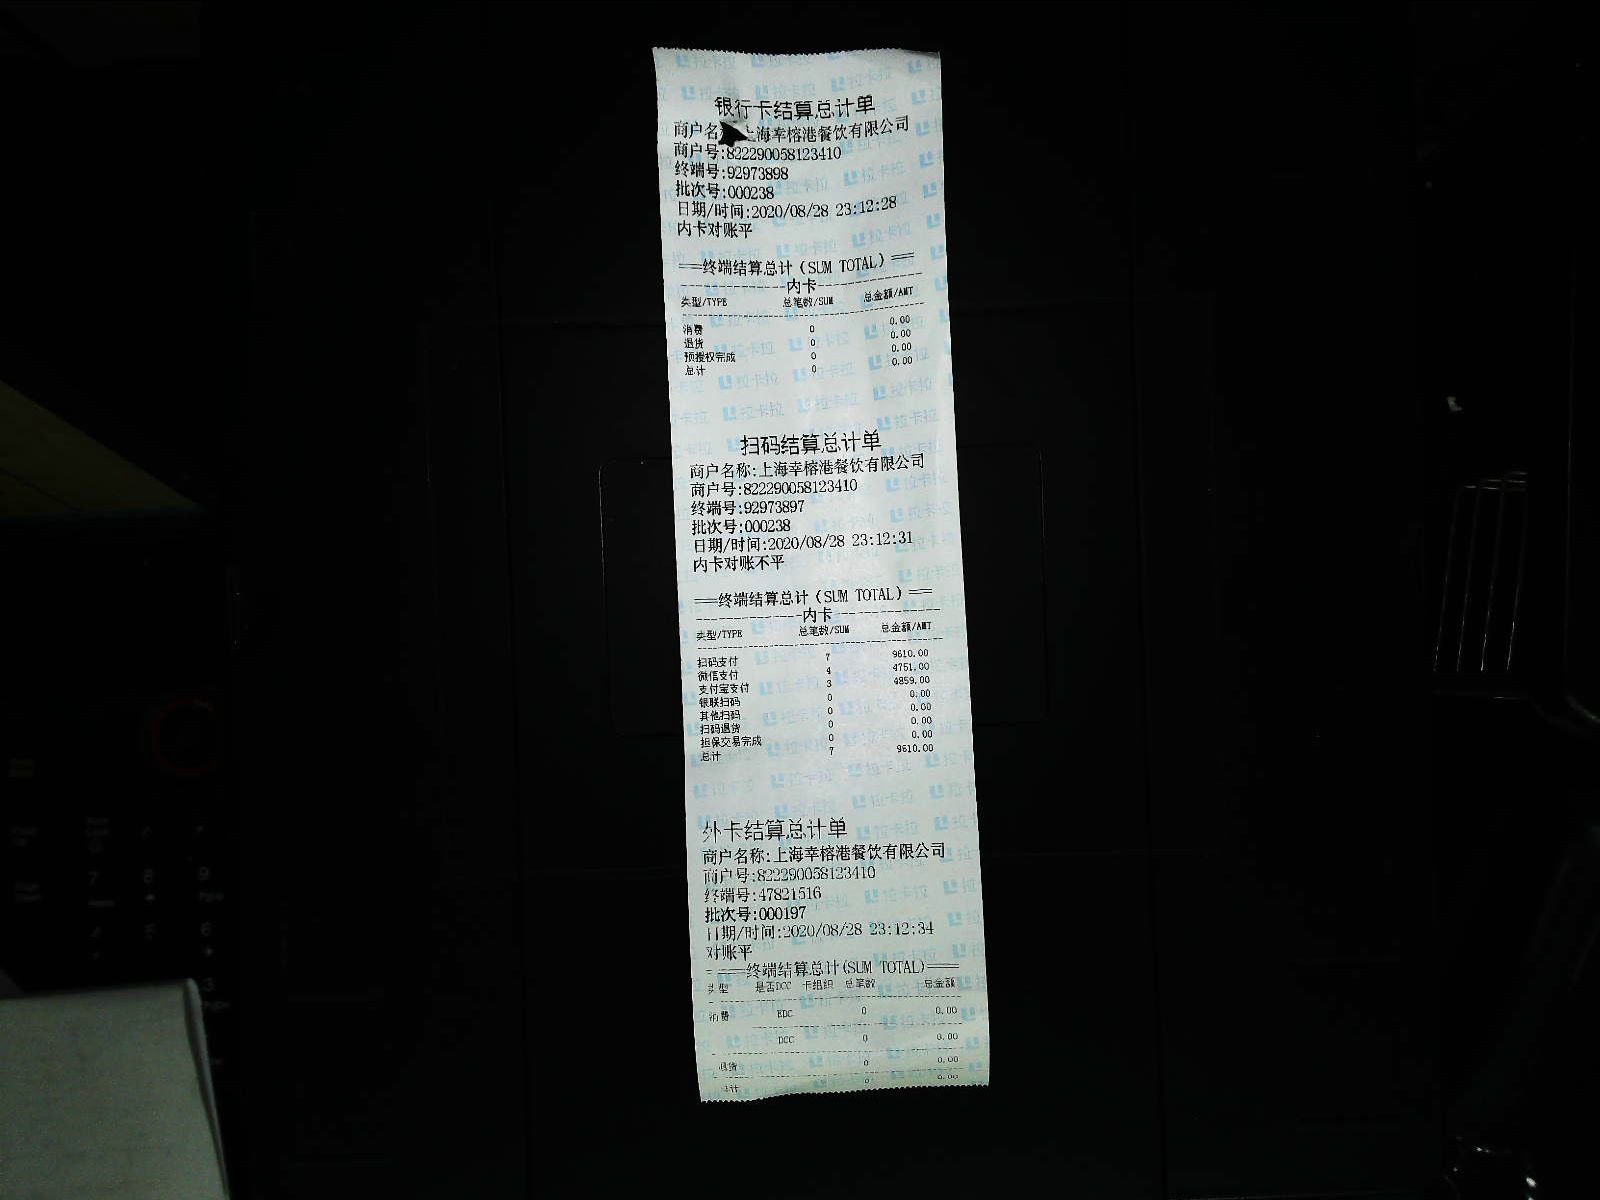 银行卡结算总计单
商户名 上海幸榕港餐饮有限公司
商户号:822290058123410
终端号:92973898
批次号:000238
日期/时间:2020/08/28 23:12:28
内卡对账平
===终端结算总计(SUM TOTAL)===
内卡
类型/TYPE 总笔数/SUM 总金额/AMT
消费 0 0.00
退货 0 0.00
预授权完成 0 0.00
总计 0 0.00
扫码结算总计单
商户名称:上海幸榕港餐饮有限公司
商户号:822290058123410
终端号:92973897
批次号:000238
日期/时间:2020/08/28 23:12:31
内卡对账不平
===终端结算总计(SUM TOTAL)===
内卡
类型/TYPE 总笔数/SUM 总金额/AMT
扫码支付 7 9610.00
微信支付 4 4751.00
支付宝支付 3 4859.00
银联扫码 0 0.00
其他扫码 0 0.00
扫码退货 0 0.00
担保交易完成 0 0.00
总计 7 9610.00
外卡结算总计单
商户名称:上海幸榕港餐饮有限公司
商户号:822290058123410
终端号:47821516
批次号:000197
日期/时间:2020/08/28 23:12:34
对账平
====终端结算总计(SUM TOTAL)====
类型 是否DCC 卡组织 总笔数 总金额
消费 EDC 0 0.00
DCC 0 0.00
退货 0 0.00
总计 0 0.00